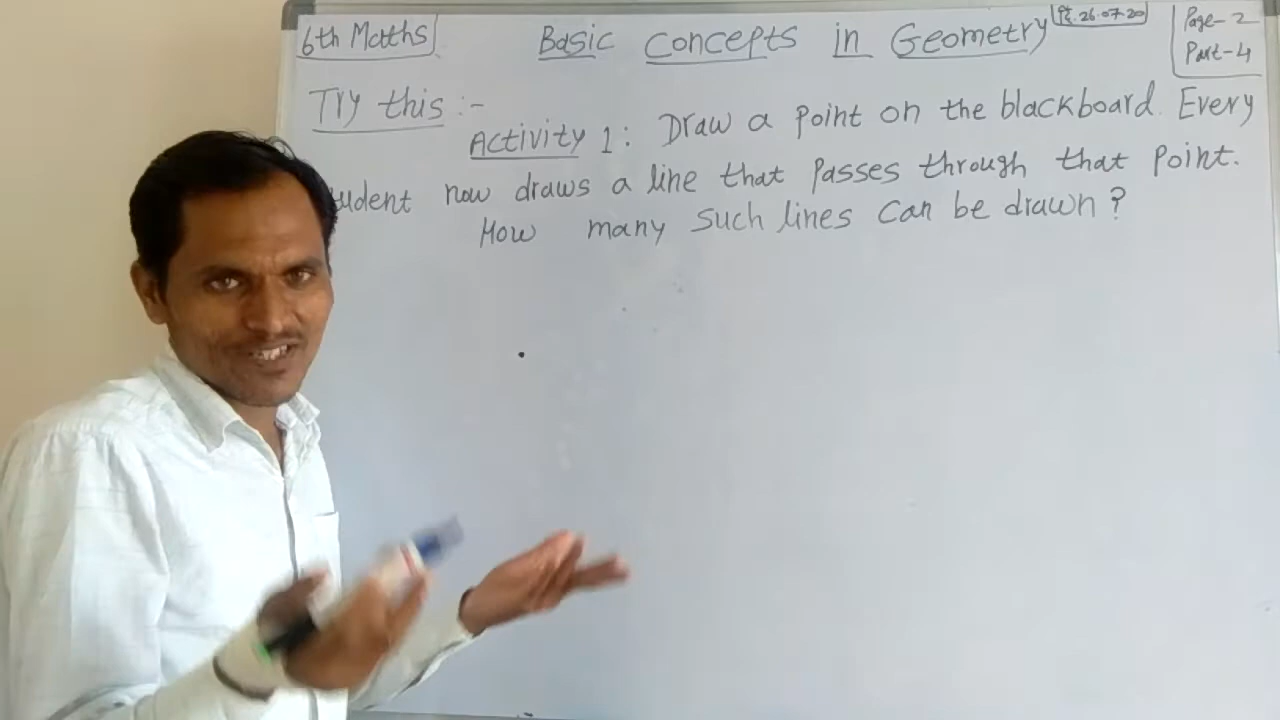 6th Maths
Basic Concepts in Geometry
दि. 26.07.20
Page-2
Part-4
Try this :-
Activity 1: Draw a point on the blackboard. Every
tudent now draws a line that passes through that point.
How many such lines can be drawn?